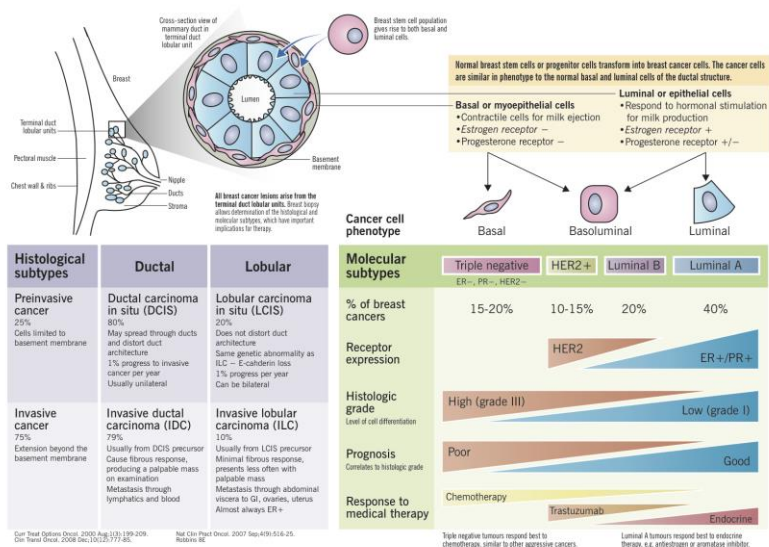 Cross-section view of
mammary duct in
terminal duct
lobular unit
Breast stem cell population
gives rise to both basal and
luminal cells.
Breast
Lumen
Terminal duct
lobular units
Pectoral muscle
Chest wall & ribs
Nipple
Ducts
Stroma
Basement
membrane
All breast cancer lesions arise from the
terminal duct lobular units. Breast biopsy
allows determination of the histological and
molecular subtypes, which have important
implications for therapy.
Normal breast stem cells or progenitor cells transform into breast cancer cells. The cancer cells
are similar in phenotype to the normal basal and luminal cells of the ductal structure.
Basal or myoepithelial cells
•Contractile cells for milk ejection
•Estrogen receptor −
•Progesterone receptor −
Luminal or epithelial cells
•Respond to hormonal stimulation
for milk production
•Estrogen receptor +
•Progesterone receptor +/−
Cancer cell
phenotype
Basal
Basoluminal
Luminal
Histological
subtypes
Ductal
Lobular
Preinvasive
cancer
25%
Cells limited to
basement membrane
Ductal carcinoma
in situ (DCIS)
80%
May spread through ducts
and distort duct
architecture
1% progress to invasive
cancer per year
Usually unilateral
Lobular carcinoma
in situ (LCIS)
20%
Does not distort duct
architecture
Same genetic abnormality as
ILC − E-cahderin loss
1% progress per year
Can be bilateral
Invasive
cancer
75%
Extension beyond the
basement membrane
Invasive ductal
carcinoma (IDC)
79%
Usually from DCIS precursor
Cause fibrous response,
producing a palpable mass
on examination
Metastasis through
lymphatics and blood
Invasive lobular
carcinoma (ILC)
10%
Usually from LCIS precursor
Minimal fibrous response,
presents less often with
palpable mass
Metastasis through abdominal
viscera to GI, ovaries, uterus
Almost always ER+
Molecular
subtypes
Triple negative
ER−, PR−, HER2−
HER2+
Luminal B
Luminal A
% of breast
cancers
15-20%
10-15%
20%
40%
Receptor
expression
HER2
ER+/PR+
Histologic
grade
Level of cell differentiation
High (grade III)
Low (grade I)
Prognosis
Correlates to histologic grade
Poor
Good
Response to
medical therapy
Chemotherapy
Trastuzumab
Endocrine
Triple negative tumours respond best to
chemotherapy, similar to other aggressive cancers.
Luminal A tumours respond best to endocrine
therapy, e.g. antiestrogen or aromatase inhibitor.
Curr Treat Options Oncol. 2000 Aug;1(3):199-209.
Clin Transl Oncol. 2008 Dec;10(12):777-85.
Nat Clin Pract Oncol. 2007 Sep;4(9):516-25.
Robbins 8E